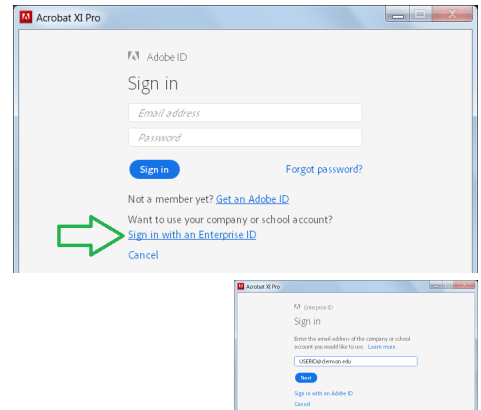 Acrobat XI Pro
Adobe ID
Sign in
Email address
Password
Sign in
Forgot password?
Not a member yet? Get an Adobe ID
Want to use your company or school account?
Sign in with an Enterprise ID
Cancel
Acrobat XI Pro
Enterprise ID
Sign in
Enter the email address of the company or school
account you would like to use. Learn more
USERID@clemson.edu
Next
Sign in with an Adobe ID
Cancel